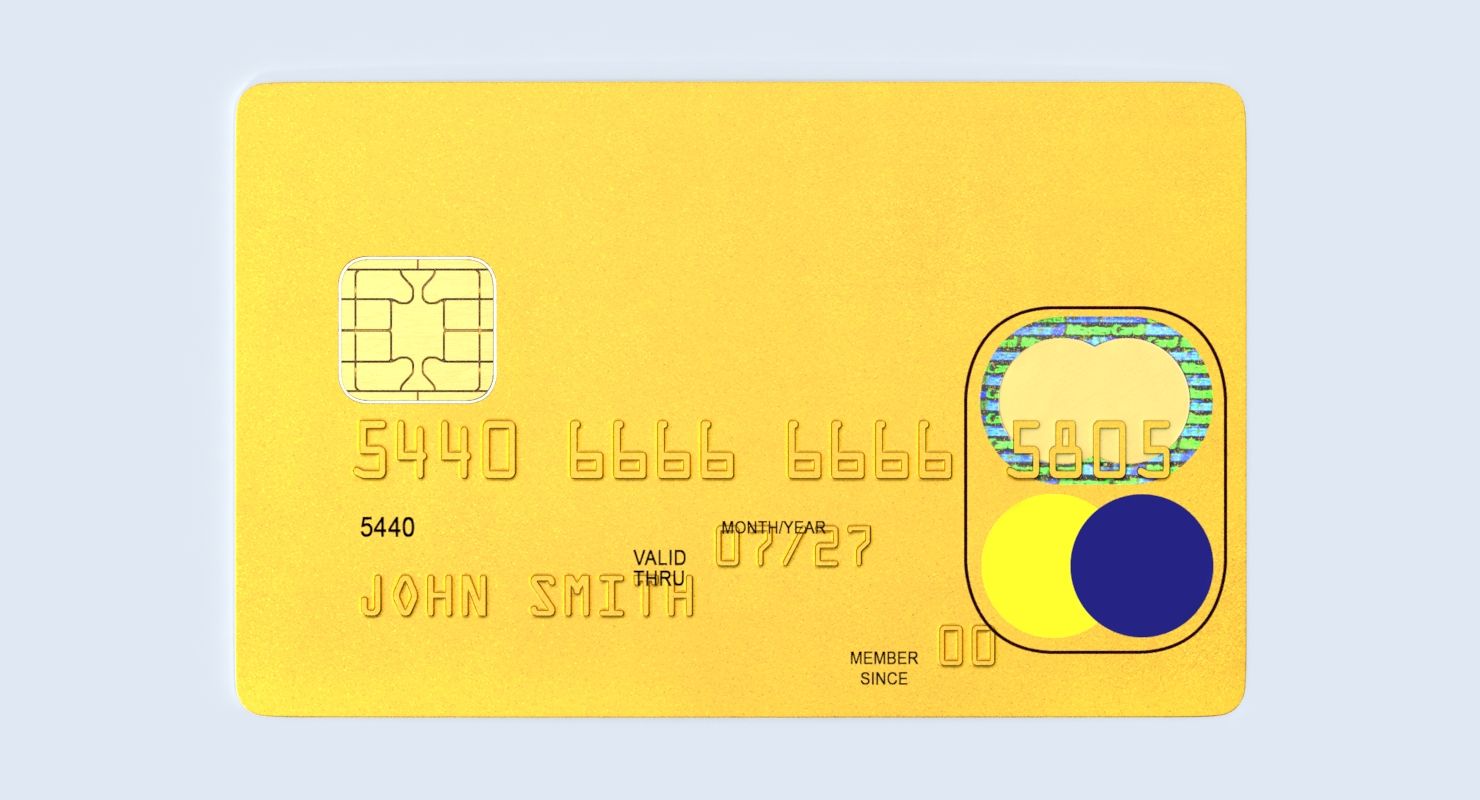 5440 6666 6666 5805
5440
MONTH/YEAR
VALID
THRU
07/27
JOHN SMITH
MEMBER
SINCE
00